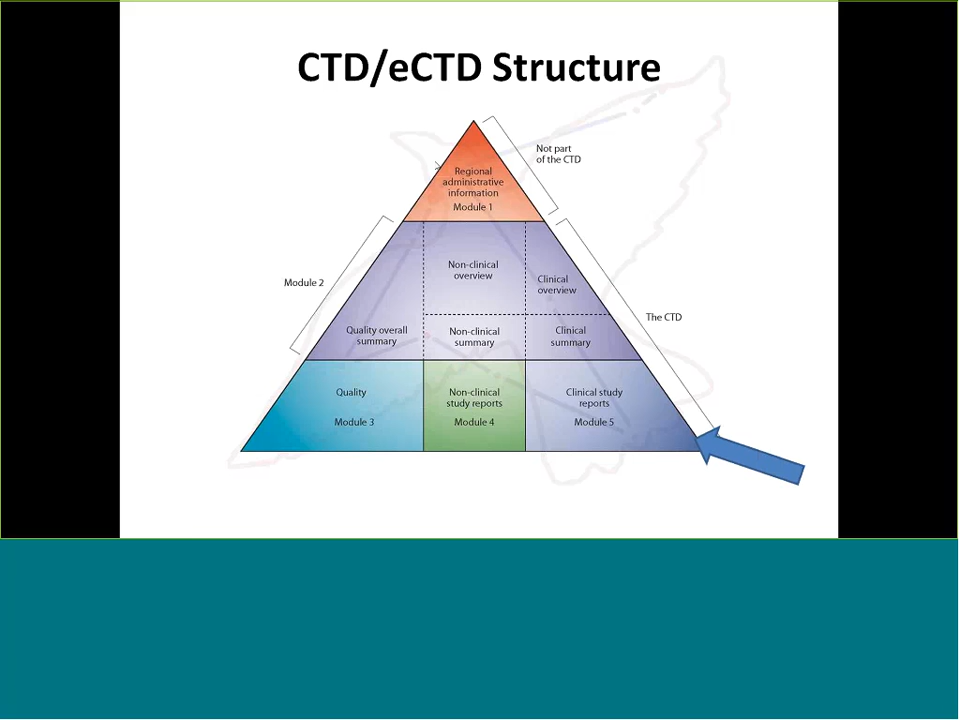 CTD/eCTD Structure
Not part
of the CTD
Regional
administrative
information
Module 1
Module 2
Non-clinical
overview
Clinical
overview
The CTD
Quality overall
summary
Non-clinical
summary
Clinical
summary
Quality
Module 3
Non-clinical
study reports
Module 4
Clinical study
reports
Module 5